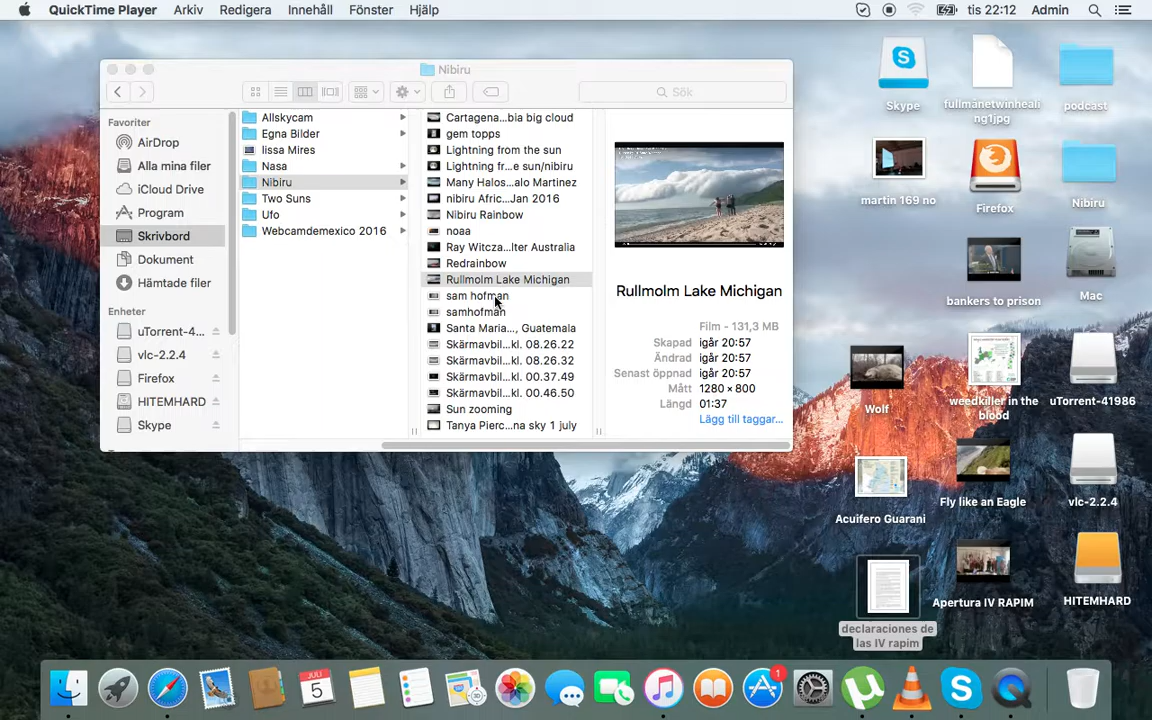 QuickTime Player Arkiv Redigera Innehåll Fönster Hjälp tis 22:12 Admin
Nibiru
Sök
Favoriter
AirDrop
Alla mina filer
iCloud Drive
Program
Skrivbord
Dokument
Hämtade filer
Enheter
uTorrent-4...
vlc-2.2.4
Firefox
HITEMHARD
Skype
Allskycam
Egna Bilder
Iissa Mires
Nasa
Nibiru
Two Suns
Ufo
Webcamdemexico 2016
Cartagena...bia big cloud
gem topps
Lightning from the sun
Lightning fr...e sun/nibiru
Many Halos...alo Martinez
nibiru Afric...Jan 2016
Nibiru Rainbow
noaa
Ray Witcza...lter Australia
Redrainbow
Rullmolm Lake Michigan
sam hofman
samhofman
Santa Maria..., Guatemala
Skärmavbil... kl. 08.26.22
Skärmavbil... kl. 08.26.32
Skärmavbil... kl. 00.37.49
Skärmavbil... kl. 00.46.50
Sun zooming
Tanya Pierc...na sky 1 july
Rullmolm Lake Michigan
Film - 131,3 MB
Skapad igår 20:57
Ändrad igår 20:57
Senast öppnad igår 20:57
Mått 1280 × 800
Längd 01:37
Lägg till taggar...
Skype
fullmånetwinheali
ng1jpg
podcast
martin 169 no
Firefox
Nibiru
bankers to prison
Mac
Wolf
weedkiller in the
blood
uTorrent-41986
Acuifero Guarani
Fly like an Eagle
vlc-2.2.4
declaraciones de
las IV rapim
Apertura IV RAPIM
HITEMHARD
JUL
5
3D
1